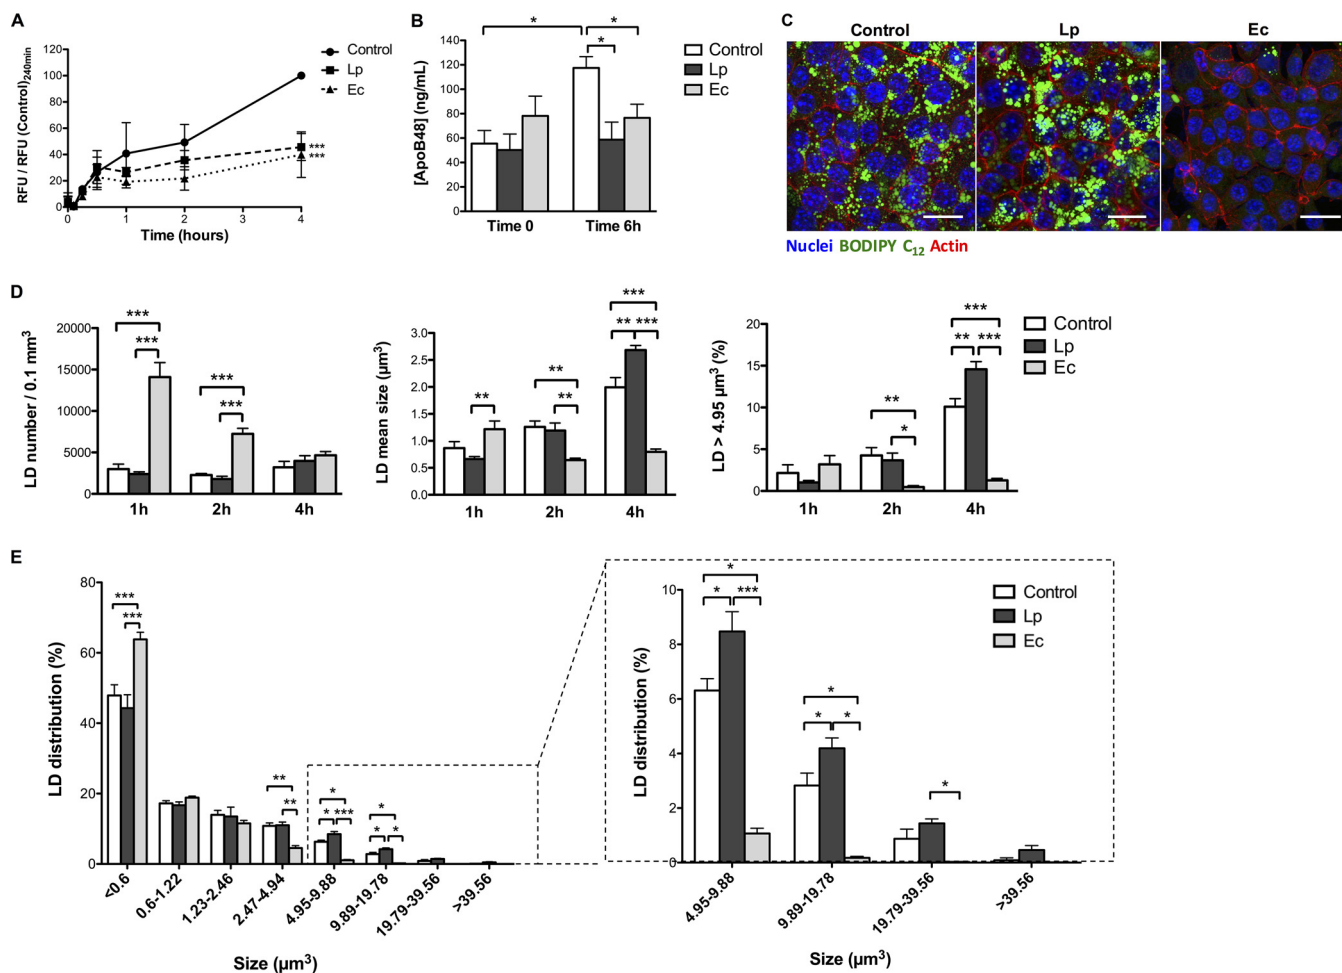 A
RFU / RFU (Control)240min
120
100
80
60
40
20
0
0
1
2
3
4
Time (hours)
Control
Lp
Ec
***
***
B
[ApoB48] (ng/mL)
140
120
100
80
60
40
20
0
Time 0
Time 6h
*
*
*
Control
Lp
Ec
C
Control
Lp
Ec
Nuclei BODIPY C12 Actin
D
LD number / 0.1 mm³
20000
15000
10000
5000
0
1h
2h
4h
***
***
***
***
LD mean size (µm³)
3.0
2.5
2.0
1.5
1.0
0.5
0.0
1h
2h
4h
**
**
**
***
** ***
LD > 4.95 µm³ (%)
20
15
10
5
0
1h
2h
4h
**
*
***
** ***
Control
Lp
Ec
E
LD distribution (%)
80
60
40
20
0
***
***
**
**
*
* ***
*
* *
<0.6
0.6-1.22
1.23-2.46
2.47-4.94
4.95-9.88
9.89-19.78
19.79-39.56
>39.56
Size (µm³)
LD distribution (%)
10
8
6
4
2
0
*
* ***
*
* *
*
Control
Lp
Ec
4.95-9.88
9.89-19.78
19.79-39.56
>39.56
Size (µm³)